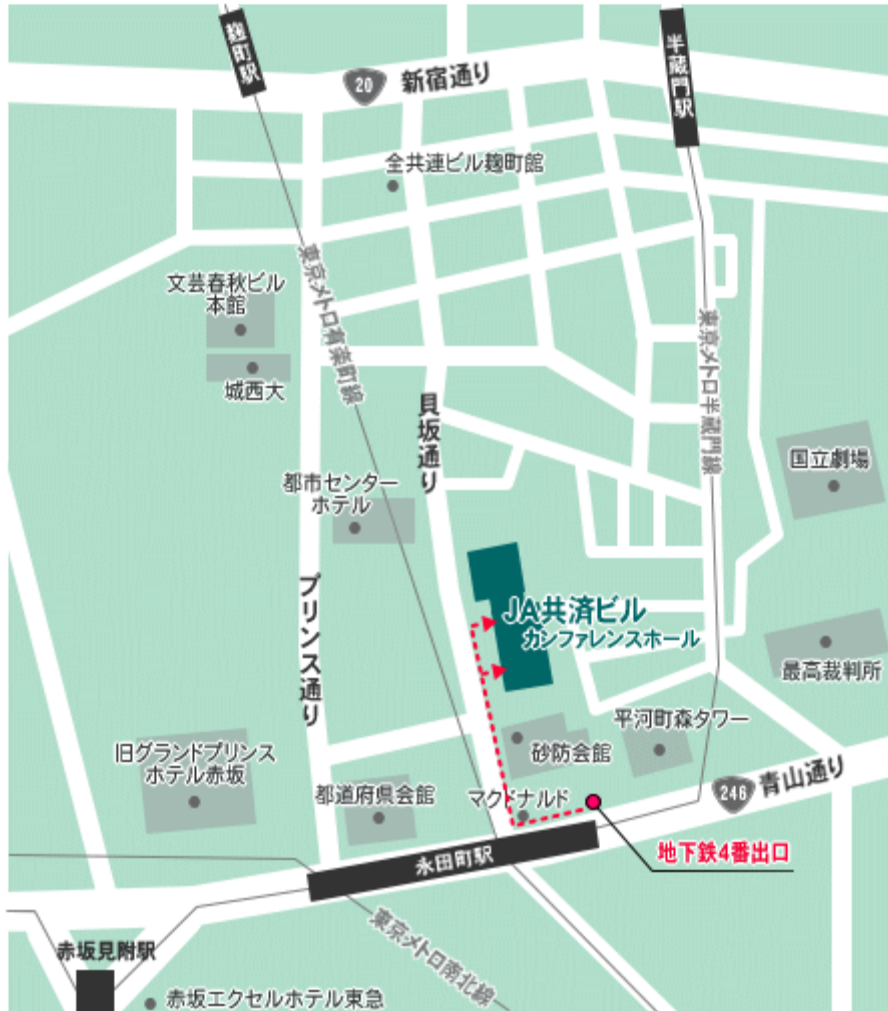 麹町駅
半蔵門駅
20
新宿通り
全共連ビル麹町館
東京メトロ有楽町線
文芸春秋ビル
本館
城西大
東京メトロ半蔵門線
貝坂通り
国立劇場
都市センター
ホテル
プリンス通り
JA共済ビル
カンファレンスホール
最高裁判所
平河町森タワー
砂防会館
旧グランドプリンス
ホテル赤坂
都道府県会館
マクドナルド
246
青山通り
地下鉄4番出口
永田町駅
東京メトロ南北線
赤坂見附駅
赤坂エクセルホテル東急